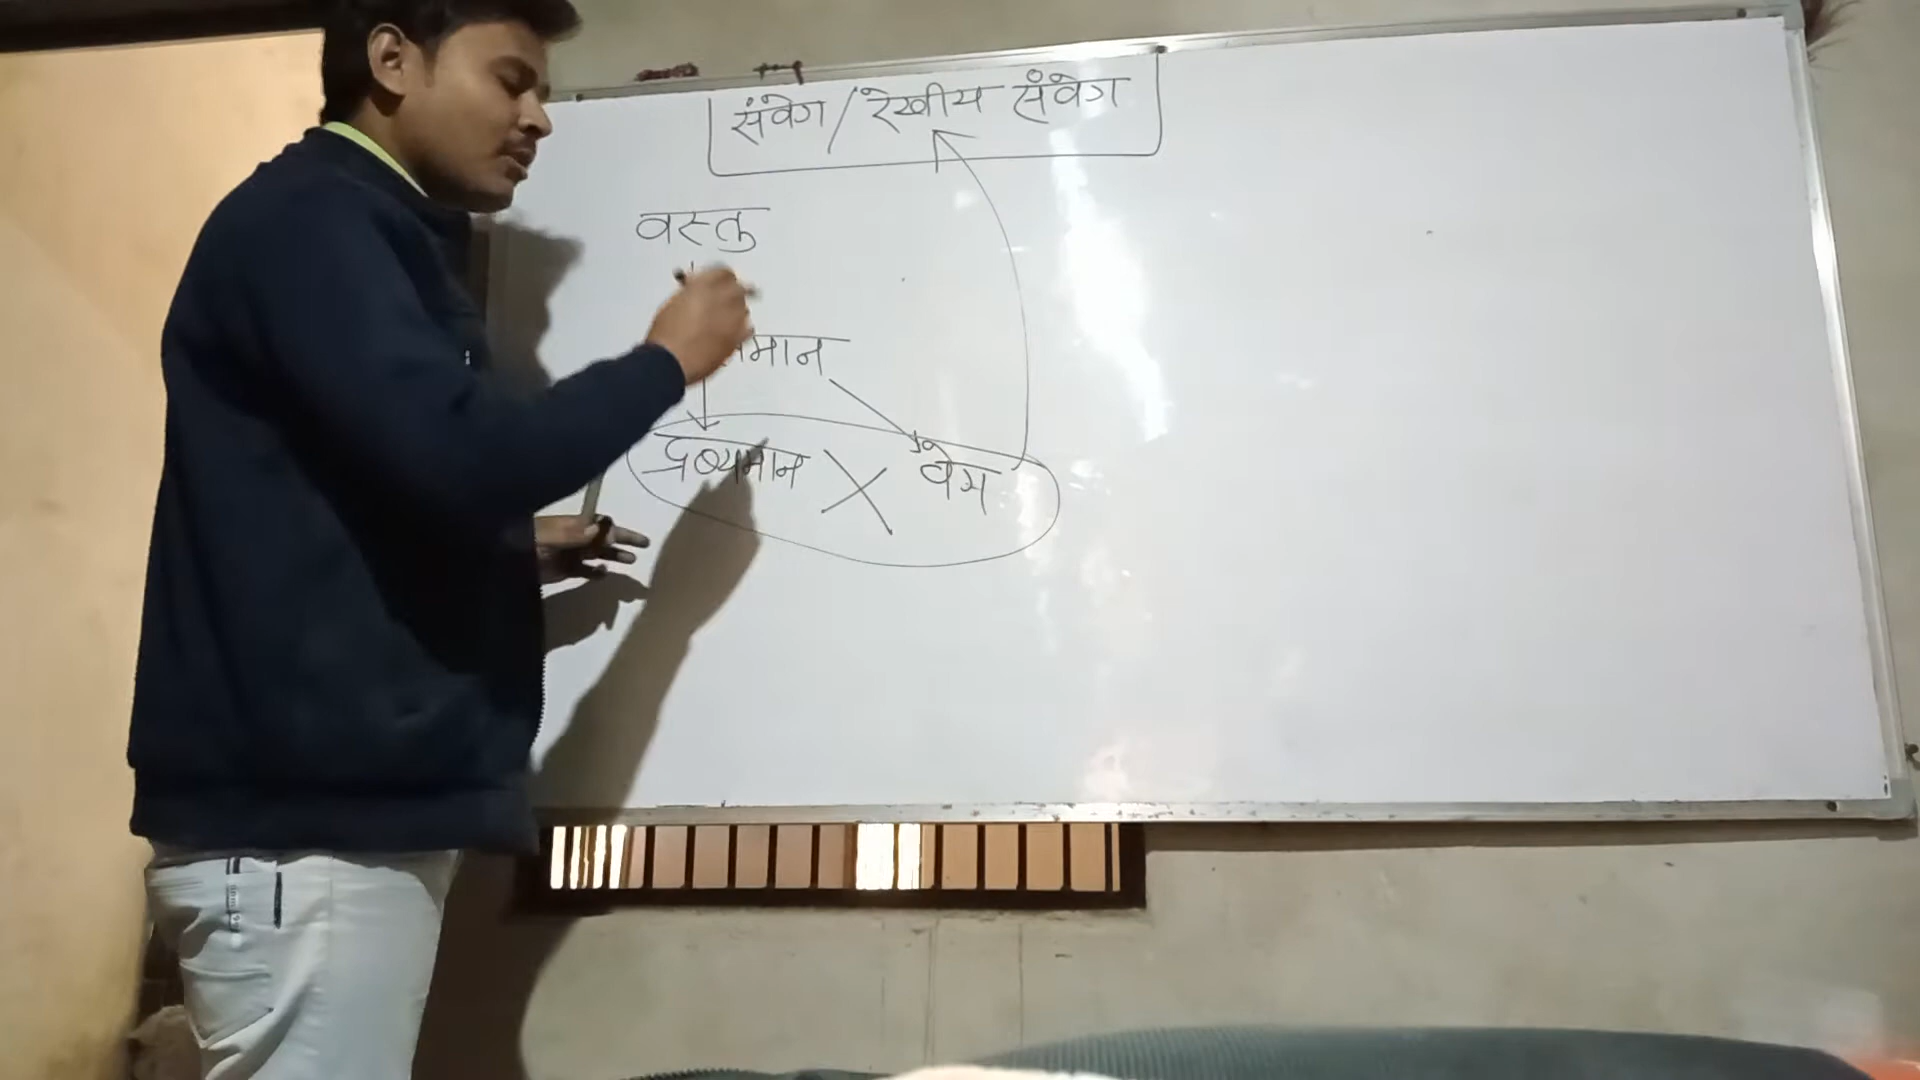 संवेग / रेखीय संवेग
वस्तु
द्रव्यमान X वेग